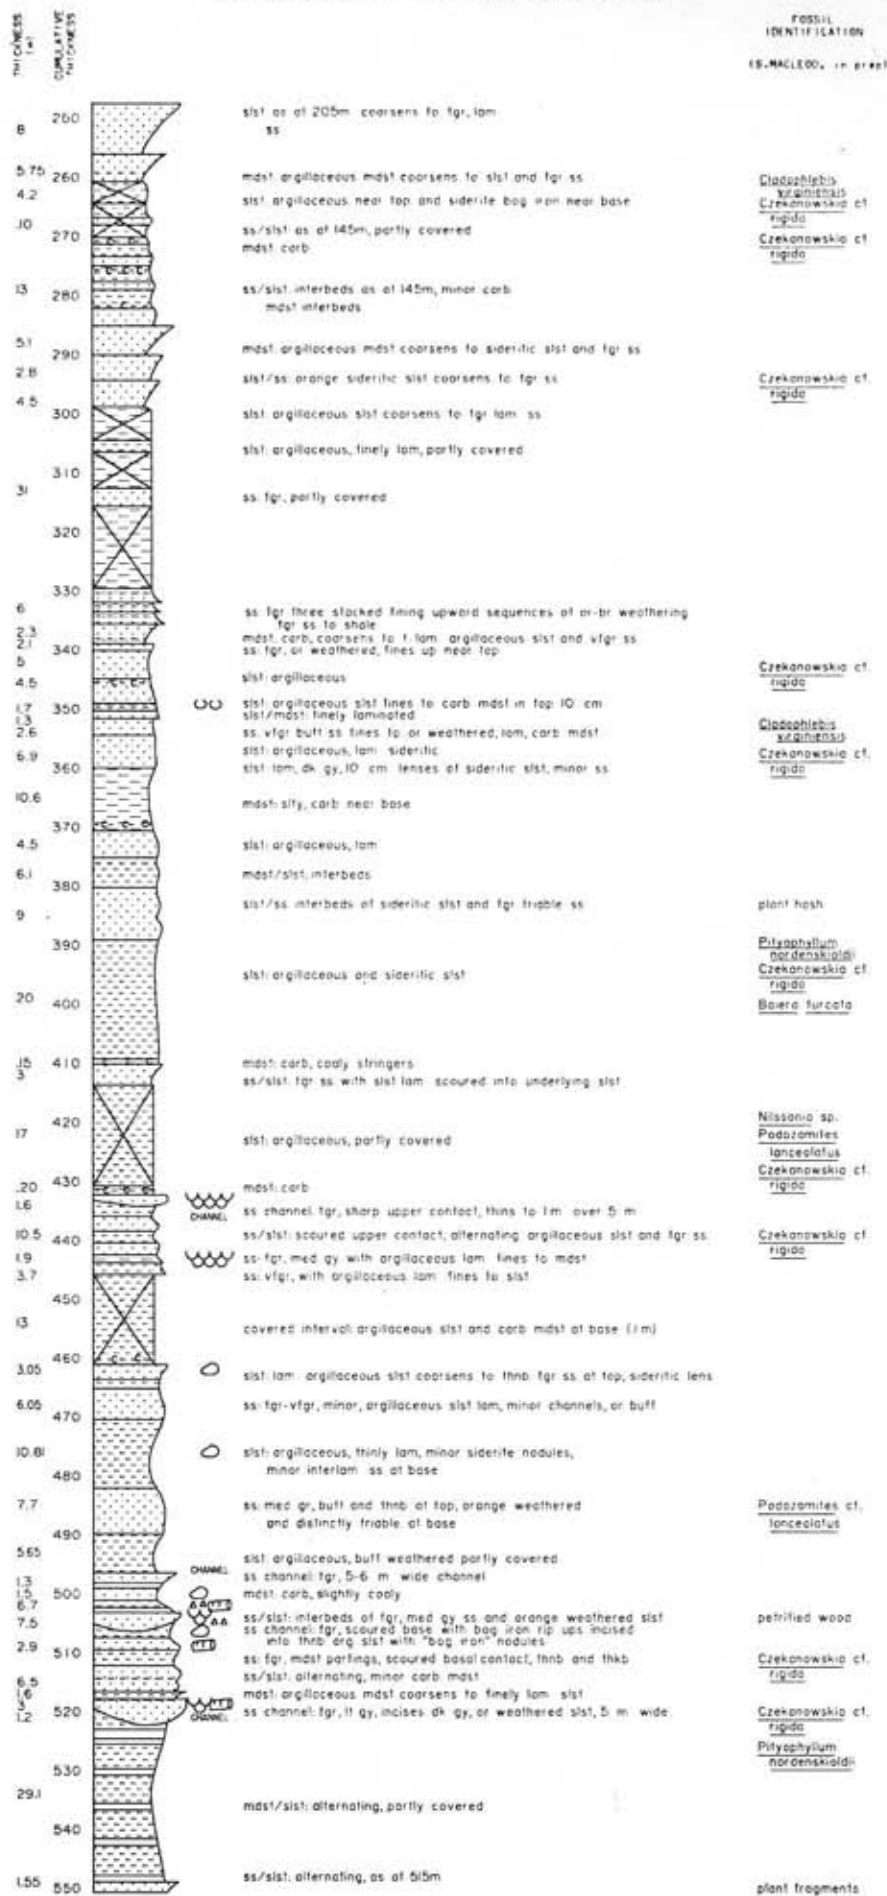 THICKNESS
(m)
CUMULATIVE
THICKNESS
FOSSIL
IDENTIFICATION
(S. MACLEOD, in prep)
250
slst as at 205m coarsens to fgr, lam
8
ss
5.75
260
mdst: argillaceous mdst coarsens to slst and fgr ss
Cladophlebis
virginiensis
4.2
slst: argillaceous near top and siderite bog iron near base
Czekanowskia cf.
rigida
.10
ss/slst: as at 145m, partly covered
270
mdst: carb
Czekanowskia cf.
rigida
13
280
ss/slst: interbeds as at 145m, minor carb
mdst interbeds
5.1
290
mdst: argillaceous mdst coarsens to sideritic slst and fgr ss
2.8
slst/ss: orange sideritic slst coarsens to fgr ss
Czekanowskia cf.
rigida
4.5
300
slst: argillaceous slst coarsens to fgr lam ss
slst: argillaceous, finely lam, partly covered
310
31
ss: fgr, partly covered
320
330
6
ss: fgr three stacked fining upward sequences of or-br weathering
fgr ss to shale
2.3
mdst: carb, coarsens to f. lam argillaceous slst and vfgr ss
2.1
340
ss: fgr, or weathered, fines up near top
5
Czekanowskia cf.
rigida
4.5
slst: argillaceous
1.7
350
slst: argillaceous slst fines to carb mdst in top 10 cm
1.3
slst/mdst: finely laminated
2.6
ss: vfgr buff ss fines to or weathered, lam, carb mdst
Cladophlebis
virginiensis
6.9
slst: argillaceous, lam sideritic
360
slst: lam, dk gy, 10 cm lenses of sideritic slst, minor ss
Czekanowskia cf.
rigida
10.6
mdst: slty, carb near base
370
4.5
slst: argillaceous, lam
6.1
mdst/slst: interbeds
380
9
slst/ss: interbeds of sideritic slst and fgr friable ss
plant hash
390
Pityophyllum
nordenskioldii
slst: argillaceous and sideritic slst
Czekanowskia cf.
rigida
20
400
Baiera furcata
.15
410
mdst: carb, coaly stringers
3
ss/slst: fgr ss with slst lam scoured into underlying slst
420
Nilssonia sp.
17
slst: argillaceous, partly covered
Podozamites
lanceolatus
430
Czekanowskia cf.
rigida
.20
mdst: carb
1.6
CHANNEL
ss channel: fgr, sharp upper contact, thins to 1m over 5 m
10.5
440
ss/slst: scoured upper contact, alternating argillaceous slst and fgr ss
Czekanowskia cf.
rigida
1.9
ss: fgr, med gy with argillaceous lam fines to mdst
3.7
ss: vfgr, with argillaceous lam fines to slst
450
13
covered interval: argillaceous slst and carb mdst at base (1m)
460
3.05
slst: lam argillaceous slst coarsens to thnb fgr ss at top, sideritic lens
6.05
470
ss: fgr-vfgr, minor, argillaceous slst lam, minor channels, or buff
10.81
slst: argillaceous, thinly lam, minor siderite nodules,
480
minor interlam ss at base
7.7
ss: med gr, buff and thnb at top, orange weathered
Podozamites cf.
490
and distinctly friable at base
lanceolatus
5.65
slst: argillaceous, buff weathered partly covered
CHANNEL
1.3
ss channel: fgr, 5-6 m wide channel
1.5
500
mdst: carb, slightly coaly
6.7
7.5
ss/slst: interbeds of fgr, med gy ss and orange weathered slst
petrified wood
ss channel: fgr, scoured base with bog iron rip ups incised
into thnb arg slst with "bog iron" nodules
2.9
510
ss: fgr, mdst partings, scoured basal contact, thnb and thkb
Czekanowskia cf.
rigida
6.5
ss/slst: alternating, minor carb mdst
1.6
mdst: argillaceous mdst coarsens to finely lam slst
3
1.2
520
CHANNEL
ss channel: fgr, lt gy, incises dk gy, or weathered slst, 5 m wide
Czekanowskia cf.
rigida
Pityophyllum
nordenskioldii
530
29.1
mdst/slst: alternating, partly covered
540
1.55
550
ss/slst: alternating, as at 515m
plant fragments